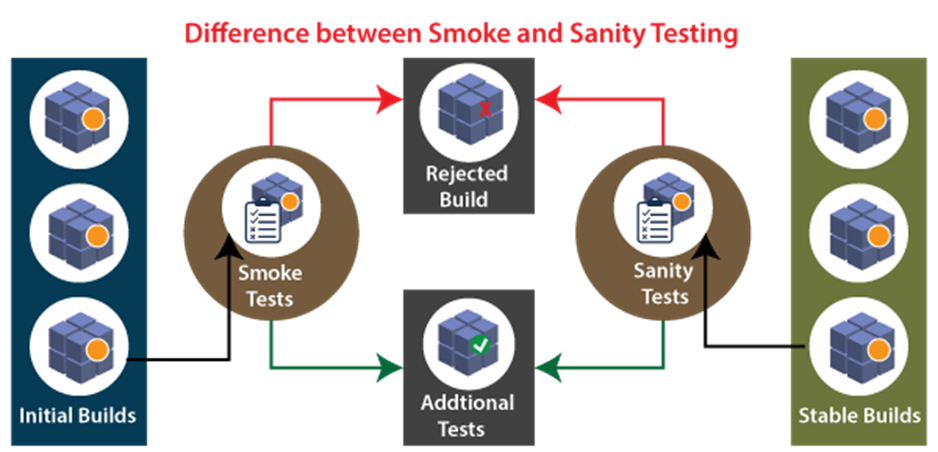 Difference between Smoke and Sanity Testing
Rejected
Build
Smoke
Tests
Sanity
Tests
Initial Builds
Addtional
Tests
Stable Builds